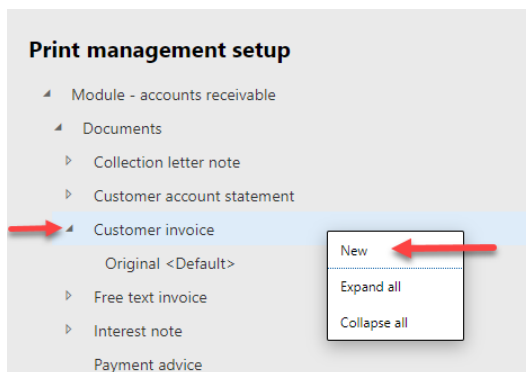 Print management setup
Module - accounts receivable
Documents
Collection letter note
Customer account statement
Customer invoice
New
Original <Default>
Expand all
Free text invoice
Collapse all
Interest note
Payment advice